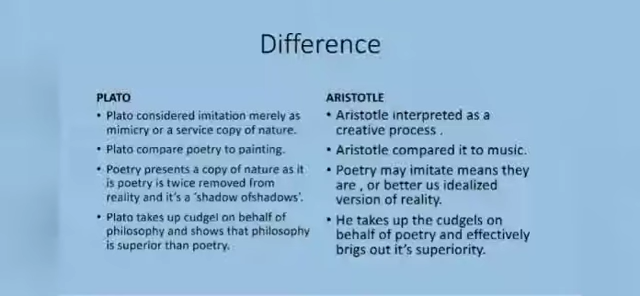 Difference
PLATO
• Plato considered imitation merely as
mimicry or a service copy of nature.
• Plato compare poetry to painting.
• Poetry presents a copy of nature as it
is poetry is twice removed from
reality and it's a 'shadow ofshadows'.
• Plato takes up cudgel on behalf of
philosophy and shows that philosophy
is superior than poetry.
ARISTOTLE
• Aristotle interpreted as a
creative process .
• Aristotle compared it to music.
• Poetry may imitate means they
are , or better us idealized
version of reality.
• He takes up the cudgels on
behalf of poetry and effectively
brigs out it's superiority.